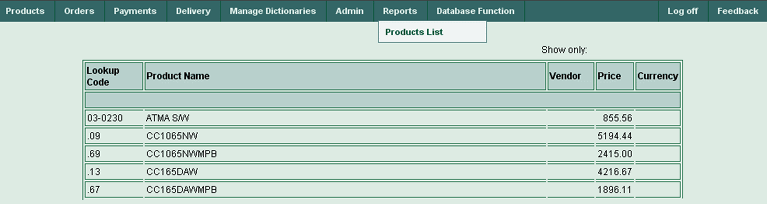 Products Orders Payments Delivery Manage Dictionaries Admin Reports Database Function Log off Feedback
Products List
Show only:
Lookup Code Product Name Vendor Price Currency
03-0230 ATMA S/W 855.56
.09 CC1065NW 5194.44
.69 CC1065NWMPB 2415.00
.13 CC165DAW 4216.67
.67 CC165DAWMPB 1896.11